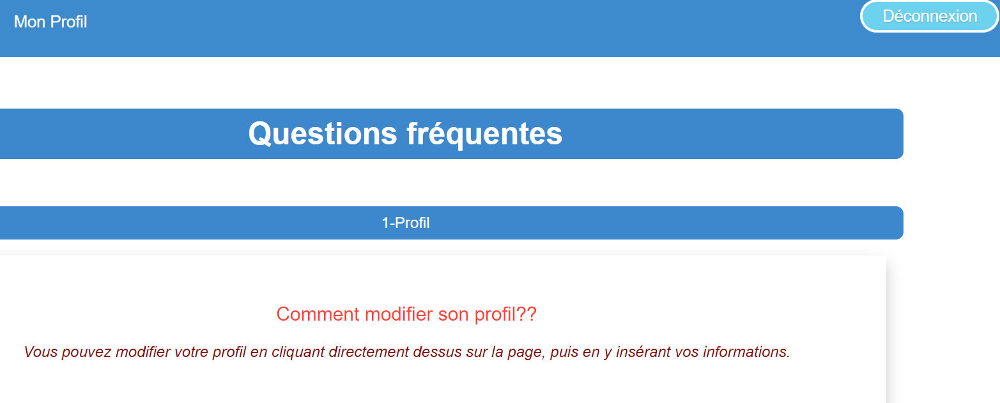 Mon Profil
Déconnexion
Questions fréquentes
1-Profil
Comment modifier son profil??
Vous pouvez modifier votre profil en cliquant directement dessus sur la page, puis en y insérant vos informations.